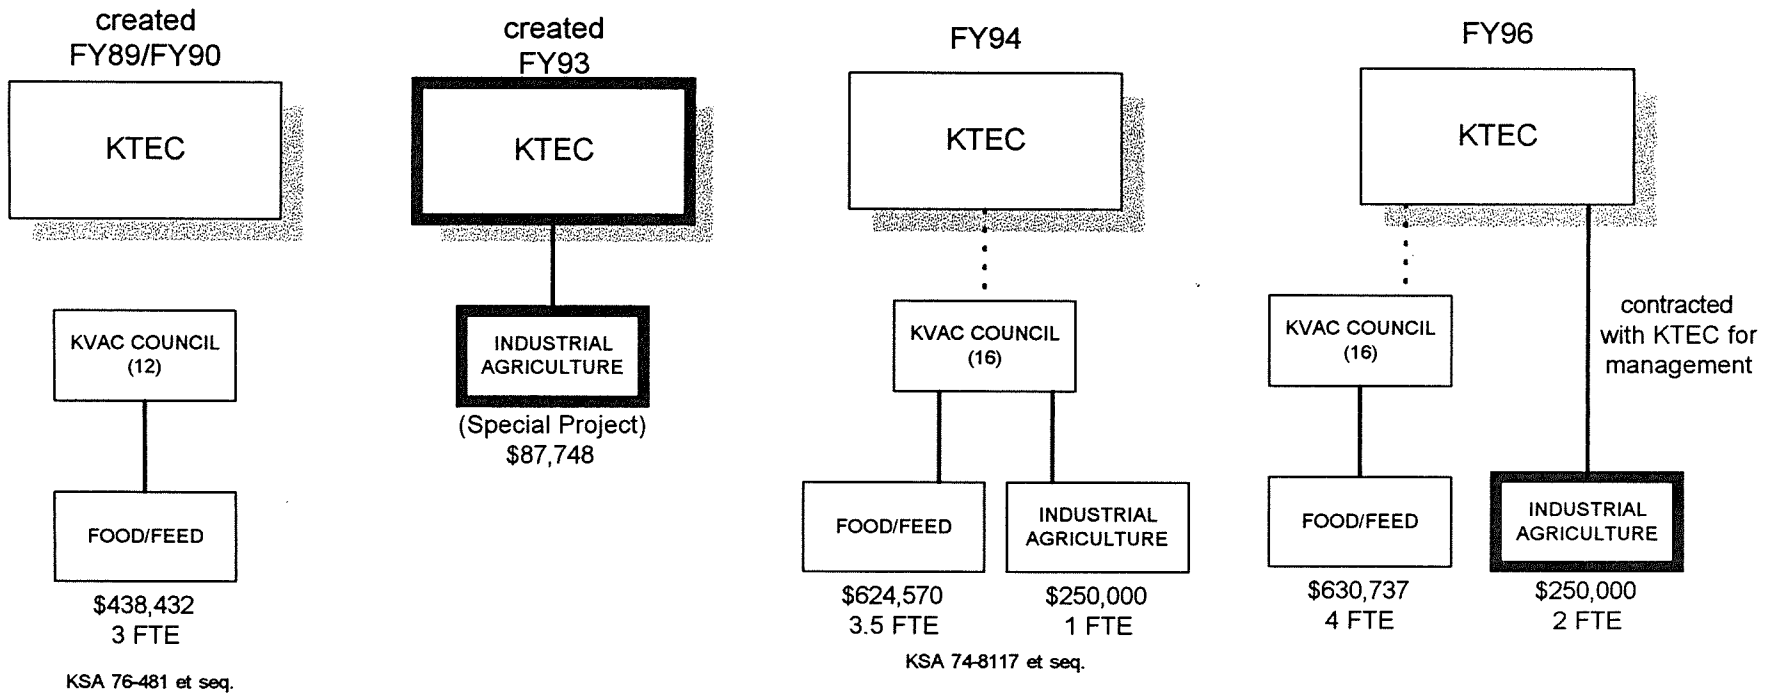 created
FY89/FY90
KTEC
KVAC COUNCIL
(12)
FOOD/FEED
$438,432
3 FTE
KSA 76-481 et seq.
created
FY93
KTEC
INDUSTRIAL
AGRICULTURE
(Special Project)
$87,748
FY94
KTEC
KVAC COUNCIL
(16)
FOOD/FEED
$624,570
3.5 FTE
INDUSTRIAL
AGRICULTURE
$250,000
1 FTE
KSA 74-8117 et seq.
FY96
KTEC
KVAC COUNCIL
(16)
contracted
with KTEC for
management
FOOD/FEED
$630,737
4 FTE
INDUSTRIAL
AGRICULTURE
$250,000
2 FTE